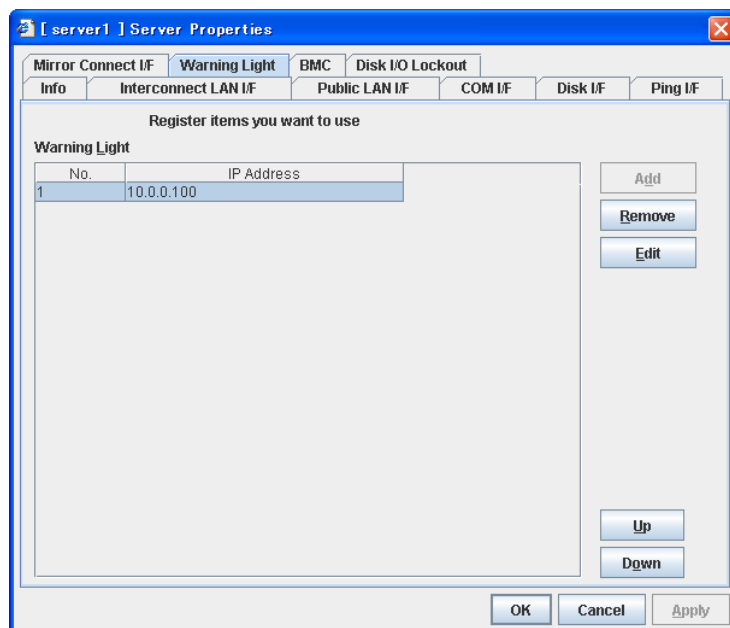 [ server1 ] Server Properties
Mirror Connect I/F Warning Light BMC Disk I/O Lockout
Info Interconnect LAN I/F Public LAN I/F COM I/F Disk I/F Ping I/F
Register items you want to use
Warning Light
No. IP Address
1 10.0.0.100
Add
Remove
Edit
Up
Down
OK Cancel Apply